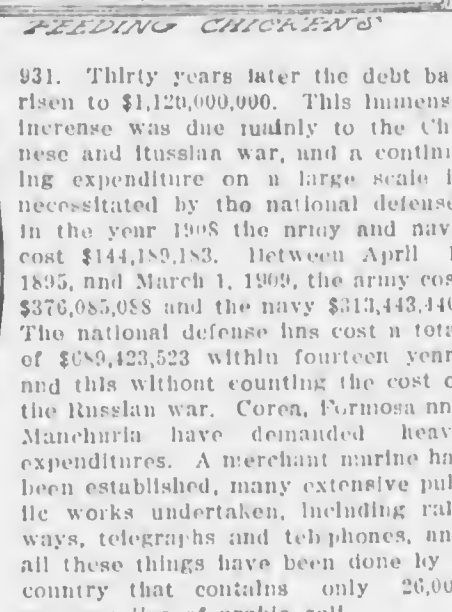 FEEDING CHICKENS
931. Thirty years later the debt ha
risen to $1,120,000,000. This immens
increase was due mainly to the Chi
nese and Russian war, and a continu
ing expenditure on a large scale i
necessitated by the national defense
In the year 1908 the army and nav
cost $144,189,183. Between April 1
1895, and March 1, 1909, the army cos
$376,085,088 and the navy $313,443,440
The national defense has cost a tota
of $689,423,523 within fourteen year
and this without counting the cost o
the Russian war. Corea, Formosa an
Manchuria have demanded heav
expenditures. A merchant marine ha
been established, many extensive pub
lic works undertaken, including rail
ways, telegraphs and telephones, an
all these things have been done by
country that contains only 26,00